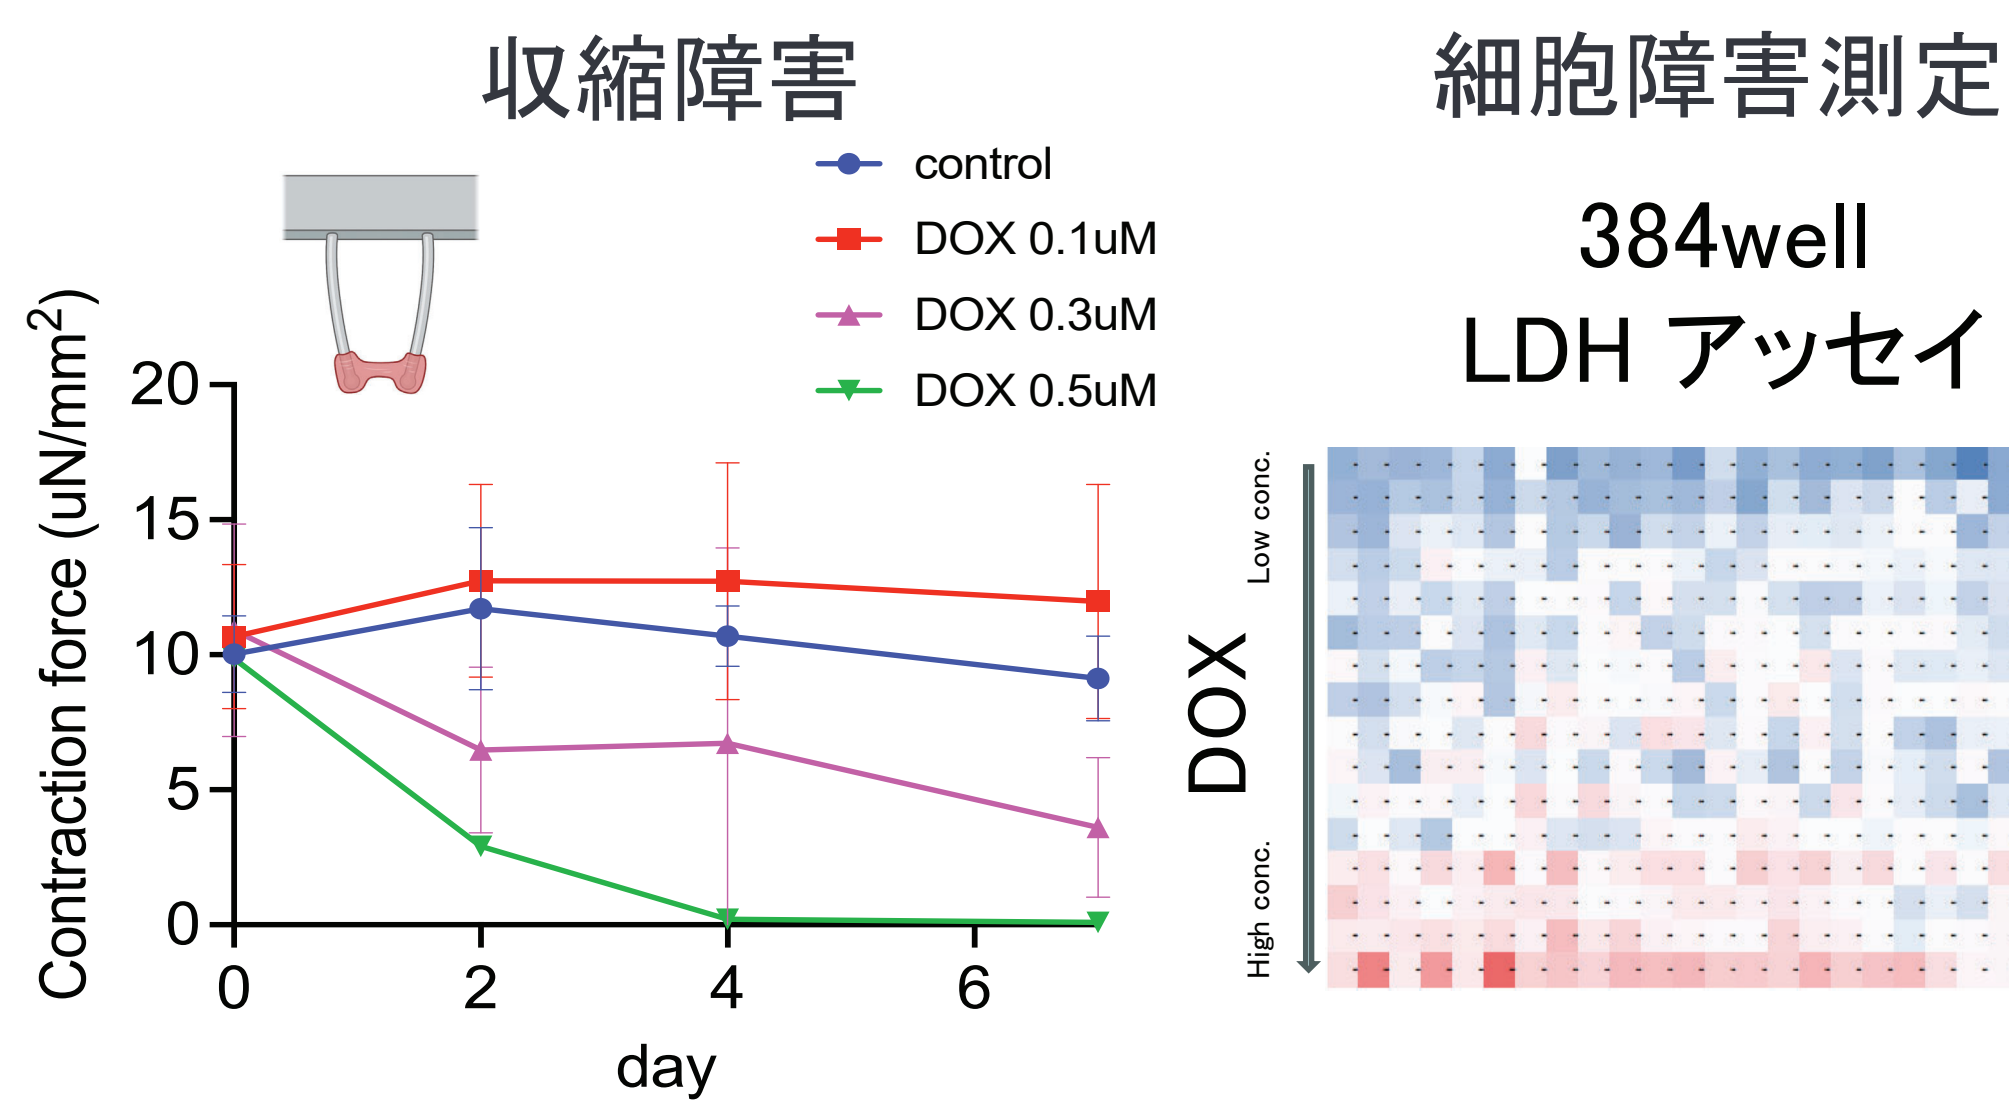 収縮障害
control
DOX 0.1uM
DOX 0.3uM
DOX 0.5uM
Contraction force (uN/mm²)
20
15
10
5
0
0 2 4 6
day
細胞障害測定
384well
LDH アッセイ
DOX
Low conc.
High conc.